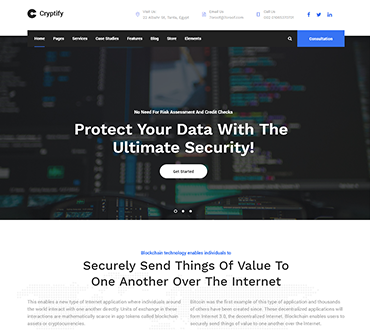 Cryptify
Visit Us
Email Us
Call Us
Home Pages Services Case Studies Features Blog Store Elements
Consultation
No Need For Risk Assessment And Credit Checks
Protect Your Data With The
Ultimate Security!
Get Started
Blockchain technology enables individuals to
Securely Send Things Of Value To
One Another Over The Internet
This enables a new type of Internet application where individuals around
the world interact with one another directly. Units of exchange in these
interactions are mathematically scarce in app tokens called blockchain
assets or cryptocurrencies.
Bitcoin was the first example of this type of application and thousands
of others have been created since. These decentralized applications will
form Internet 3.0, the decentralized Internet. Blockchain enables users to
securely send things of value to one another over the Internet.